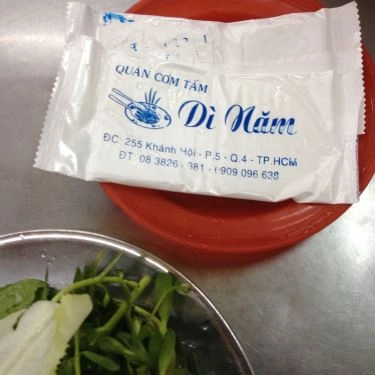 QUÁN CƠM TẤM
Dì Năm
ĐC: 255 Khánh Hội - P.5 - Q.4 - TP.HCM
ĐT: 08 3826 381 - 0909 096 638